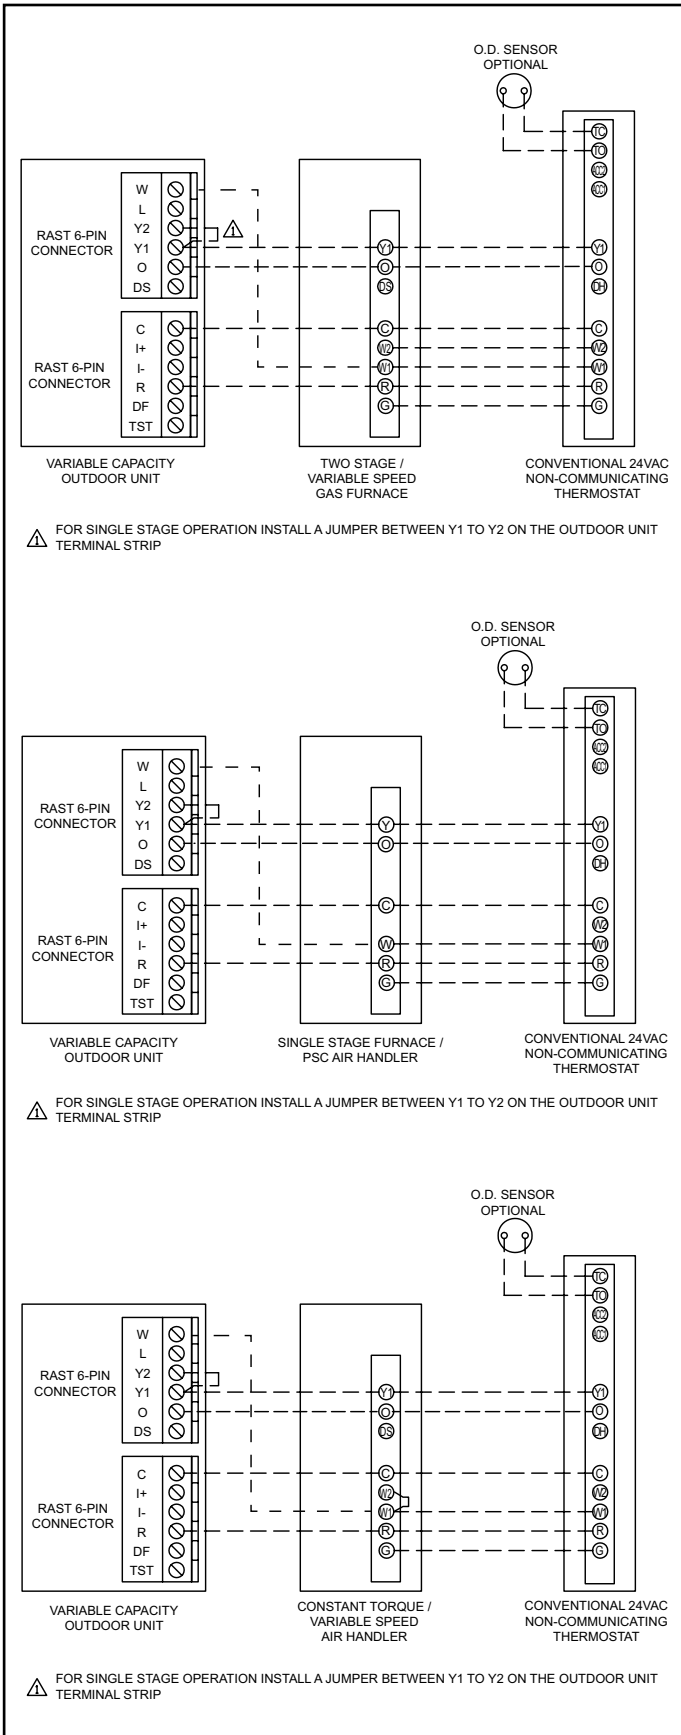 O.D. SENSOR
OPTIONAL
TC
TO
ACC2
ACC1
W
L
Y2
Y1
O
DS
RAST 6-PIN
CONNECTOR
1
Y1
O
DS
Y1
O
DH
C
I+
I-
R
DF
TST
RAST 6-PIN
CONNECTOR
C
W2
W1
R
G
C
W2
W1
R
G
VARIABLE CAPACITY
OUTDOOR UNIT
TWO STAGE /
VARIABLE SPEED
GAS FURNACE
CONVENTIONAL 24VAC
NON-COMMUNICATING
THERMOSTAT
1 FOR SINGLE STAGE OPERATION INSTALL A JUMPER BETWEEN Y1 TO Y2 ON THE OUTDOOR UNIT
TERMINAL STRIP
O.D. SENSOR
OPTIONAL
TC
TO
ACC2
ACC1
W
L
Y2
Y1
O
DS
RAST 6-PIN
CONNECTOR
Y
O
Y1
O
DH
C
I+
I-
R
DF
TST
RAST 6-PIN
CONNECTOR
C
W
R
G
C
W2
W1
R
G
VARIABLE CAPACITY
OUTDOOR UNIT
SINGLE STAGE FURNACE /
PSC AIR HANDLER
CONVENTIONAL 24VAC
NON-COMMUNICATING
THERMOSTAT
1 FOR SINGLE STAGE OPERATION INSTALL A JUMPER BETWEEN Y1 TO Y2 ON THE OUTDOOR UNIT
TERMINAL STRIP
O.D. SENSOR
OPTIONAL
TC
TO
ACC2
ACC1
W
L
Y2
Y1
O
DS
RAST 6-PIN
CONNECTOR
Y1
O
DS
Y1
O
DH
C
I+
I-
R
DF
TST
RAST 6-PIN
CONNECTOR
C
W2
W1
R
G
C
W2
W1
R
G
VARIABLE CAPACITY
OUTDOOR UNIT
CONSTANT TORQUE /
VARIABLE SPEED
AIR HANDLER
CONVENTIONAL 24VAC
NON-COMMUNICATING
THERMOSTAT
1 FOR SINGLE STAGE OPERATION INSTALL A JUMPER BETWEEN Y1 TO Y2 ON THE OUTDOOR UNIT
TERMINAL STRIP